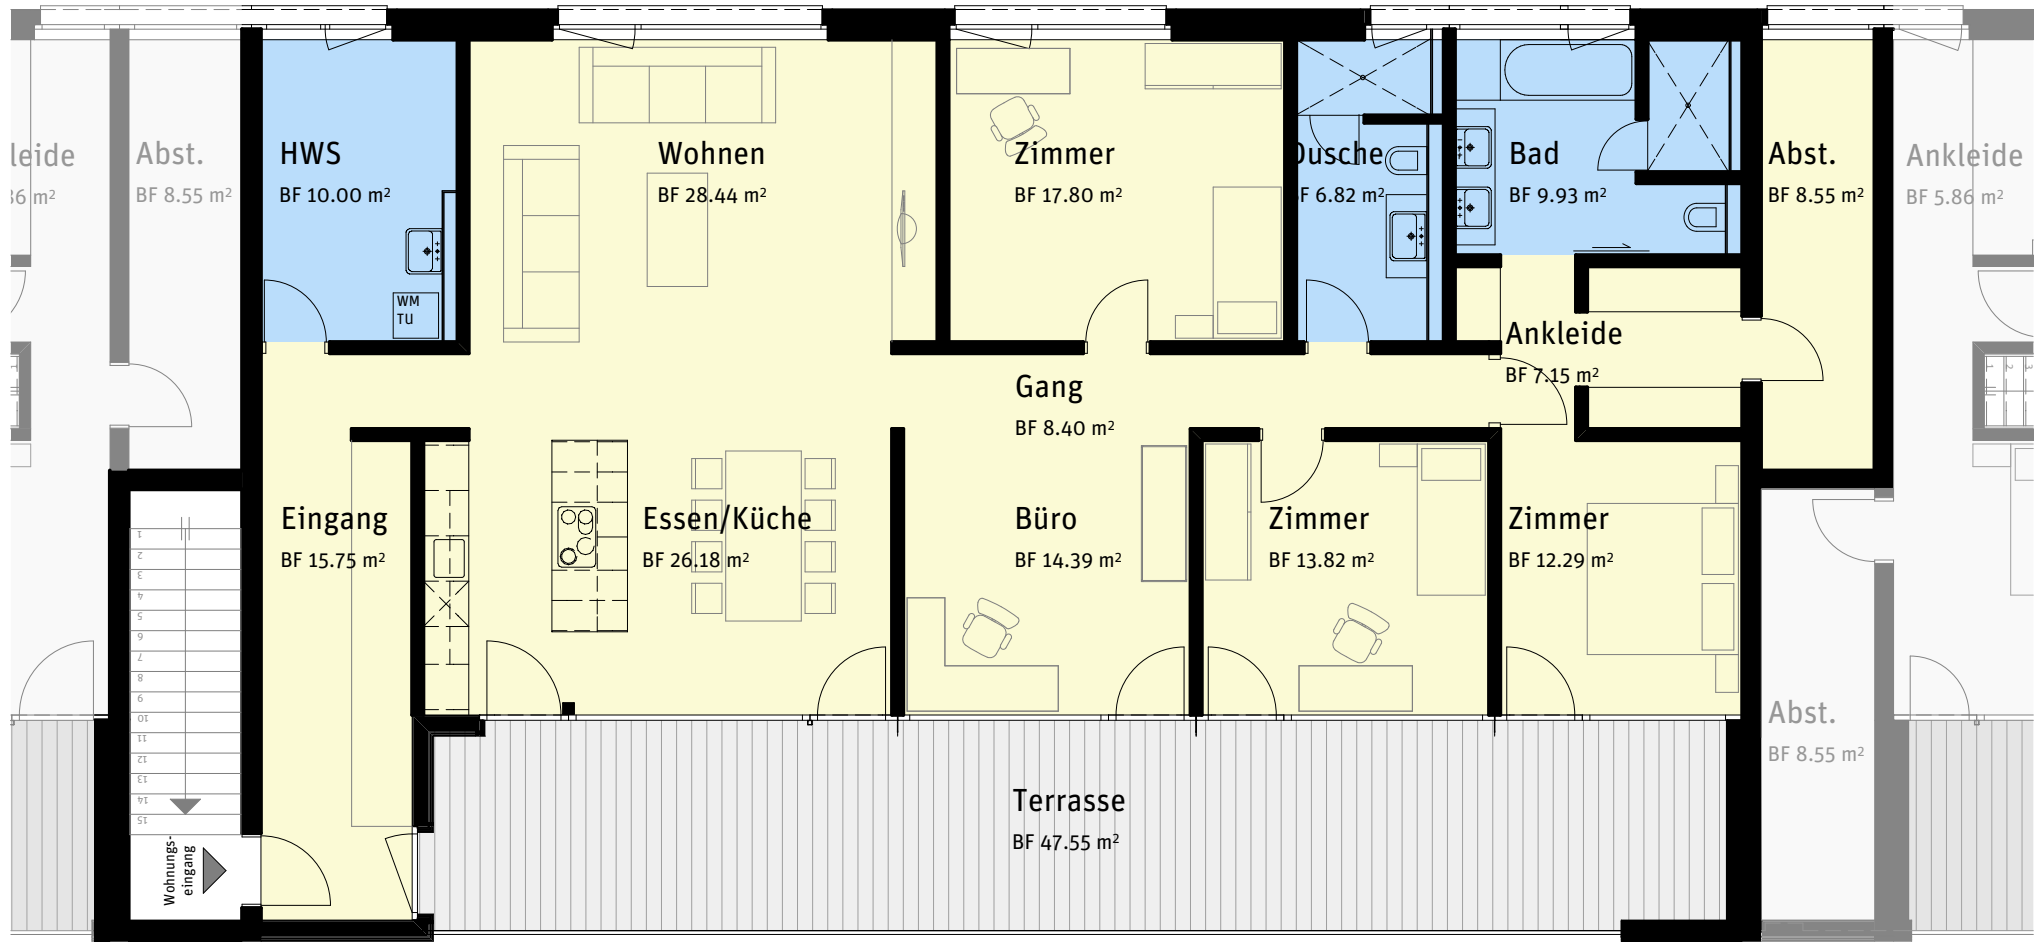 leide
36 m²
Abst.
BF 8.55 m²
HWS
BF 10.00 m²
WM
TU
Wohnen
BF 28.44 m²
Zimmer
BF 17.80 m²
Dusche
BF 6.82 m²
Bad
BF 9.93 m²
Abst.
BF 8.55 m²
Ankleide
BF 5.86 m²
Ankleide
BF 7.15 m²
Gang
BF 8.40 m²
1
2
3
Eingang
BF 15.75 m²
Essen/Küche
BF 26.18 m²
Büro
BF 14.39 m²
Zimmer
BF 13.82 m²
Zimmer
BF 12.29 m²
1
2
3
4
5
6
7
8
9
10
11
12
13
14
15
Abst.
BF 8.55 m²
Terrasse
BF 47.55 m²
Wohnungs-
eingang